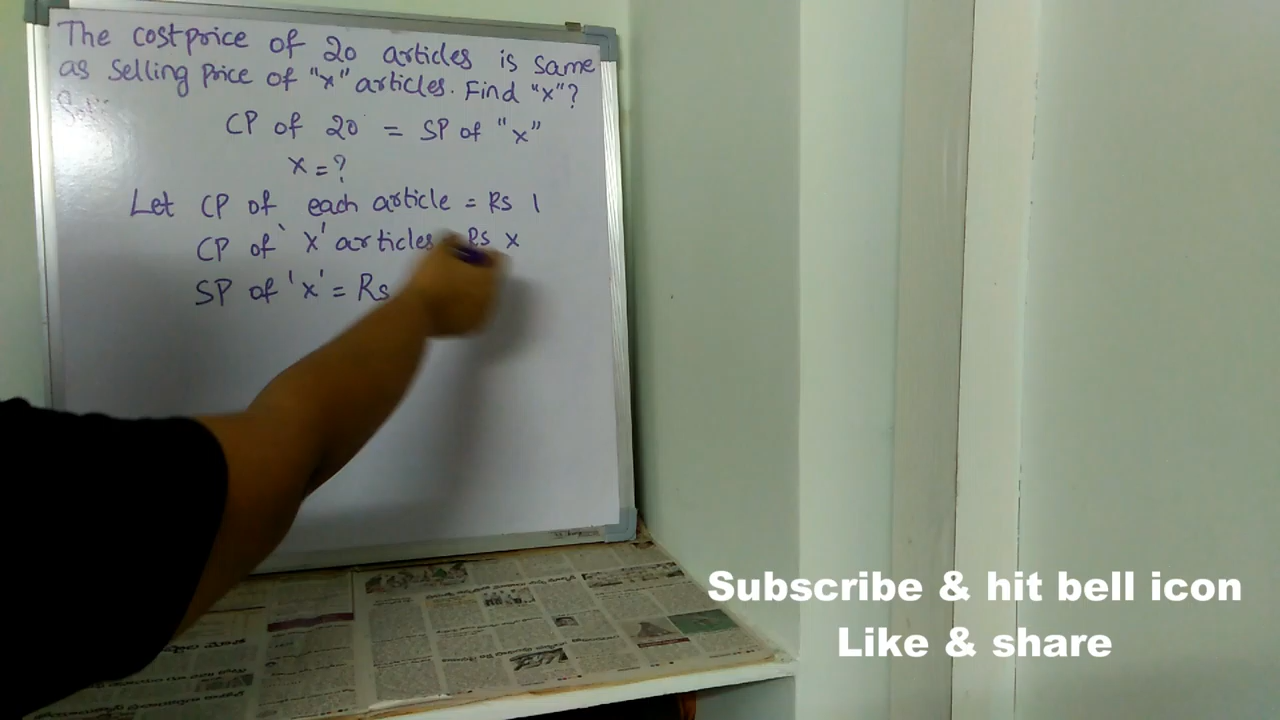 The costprice of 20 articles is same
as Selling Price of "x" articles. Find "x"?
CP of 20 = SP of "x"
x = ?
Let CP of each article = Rs 1
CP of 'x' articles Rs x
SP of 'x' = Rs
Subscribe & hit bell icon
Like & share